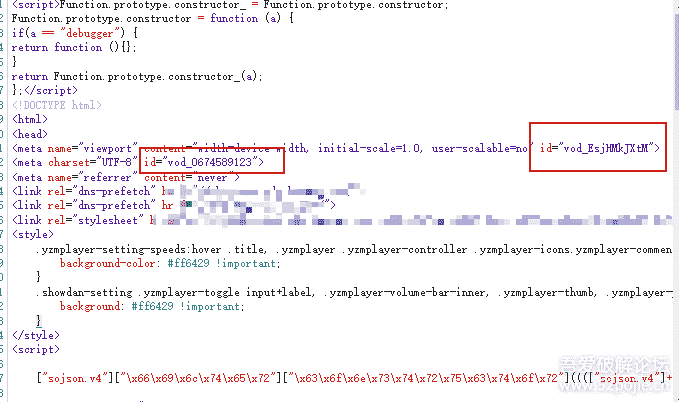 Function.prototype.constructor_ = Function.prototype.constructor;
Function.prototype.constructor = function (a) {
if(a == "debugger") {
return function (){};
}
return Function.prototype.constructor_(a);
};</script>
<!DOCTYPE html>
<html>
<head>
<meta name="viewport" content="width=device-width, initial-scale=1.0, user-scalable=no" id="vod_EsjHMkJXtM">
<meta charset="UTF-8" id="vod_0674589123">
<meta name="referrer" content="never">
<link rel="dns-prefetch"
<link rel="dns-prefetch" hr ">
<link rel="stylesheet"
<style>
.yzmplayer-setting-speeds:hover .title, .yzmplayer .yzmplayer-controller .yzmplayer-icons.yzmplayer-commen
background-color: #ff6429 !important;
}
.showdan-setting .yzmplayer-toggle input+label, .yzmplayer-volume-bar-inner, .yzmplayer-thumb, .yzmplayer-
background: #ff6429 !important;
}
</style>
<script>
["sojson.v4"]["\x66\x69\x6c\x74\x65\x72"]["\x63\x6f\x6e\x73\x74\x72\x75\x63\x74\x6f\x72"](((["sojson.v4"]+
吾爱破解论坛
www.52pojie.cn